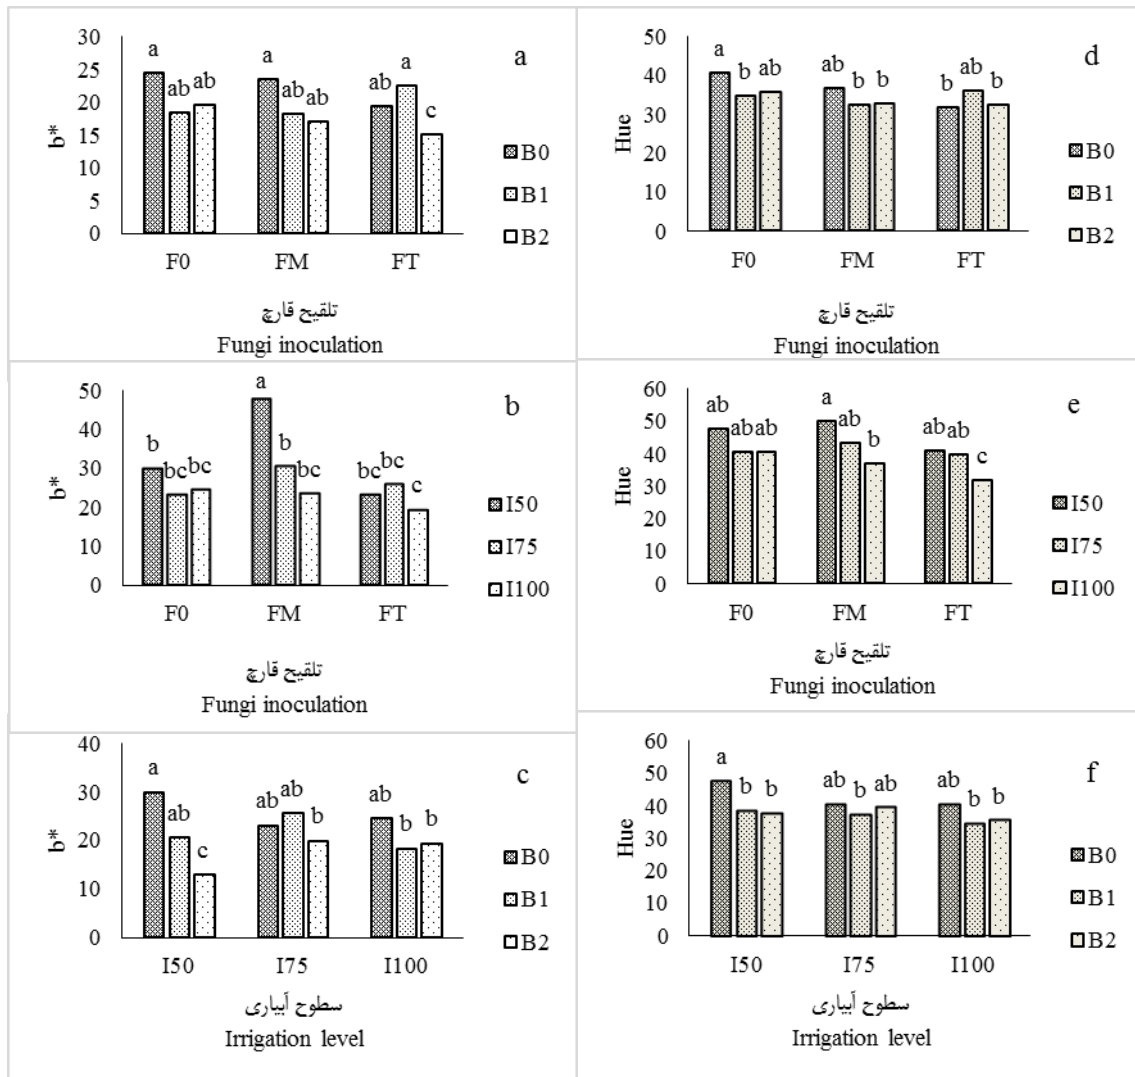 a
b*
30
25
20
15
10
5
0
a ab ab a ab ab ab a c
F0 FM FT
B0
B1
B2
تلقیح قارچ
Fungi inoculation
d
Hue
50
40
30
20
10
0
a b ab ab b b b ab b
F0 FM FT
B0
B1
B2
تلقیح قارچ
Fungi inoculation
b
b*
50
40
30
20
10
0
b bc bc a b bc bc bc c
F0 FM FT
I50
I75
I100
تلقیح قارچ
Fungi inoculation
e
Hue
60
50
40
30
20
10
0
ab ab ab a ab b ab ab c
F0 FM FT
I50
I75
I100
تلقیح قارچ
Fungi inoculation
c
b*
40
30
20
10
0
a ab c ab ab b ab b b
I50 I75 I100
B0
B1
B2
سطوح آبیاری
Irrigation level
f
Hue
60
50
40
30
20
10
0
a b b ab b ab ab b b
I50 I75 I100
B0
B1
B2
سطوح آبیاری
Irrigation level